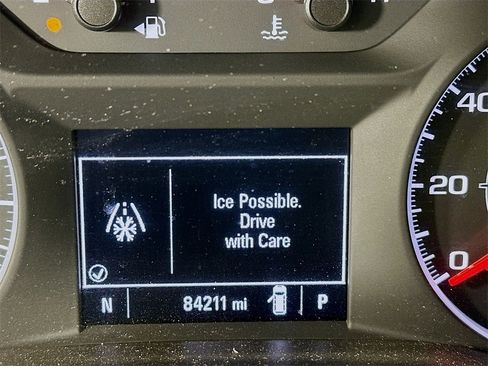 Ice Possible.
Drive
with Care
N 84211 mi P
40
20
0